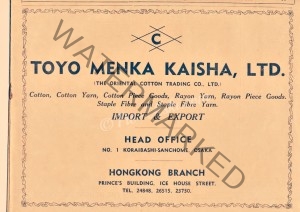 C
TOYO MENKA KAISHA, LTD.
(THE ORIENTAL COTTON TRADING CO., LTD.)
Cotton, Cotton Yarn, Cotton Piece Goods, Rayon Yarn, Rayon Piece Goods.
Staple Fibre and Staple Fibre Yarn.
IMPORT & EXPORT
HEAD OFFICE
NO. 1 KORAIBASHI-SANCHOME, OSAKA.
HONGKONG BRANCH
PRINCE'S BUILDING, ICE HOUSE STREET.
TEL. 24948, 26515, 23750.
WATERMARKED